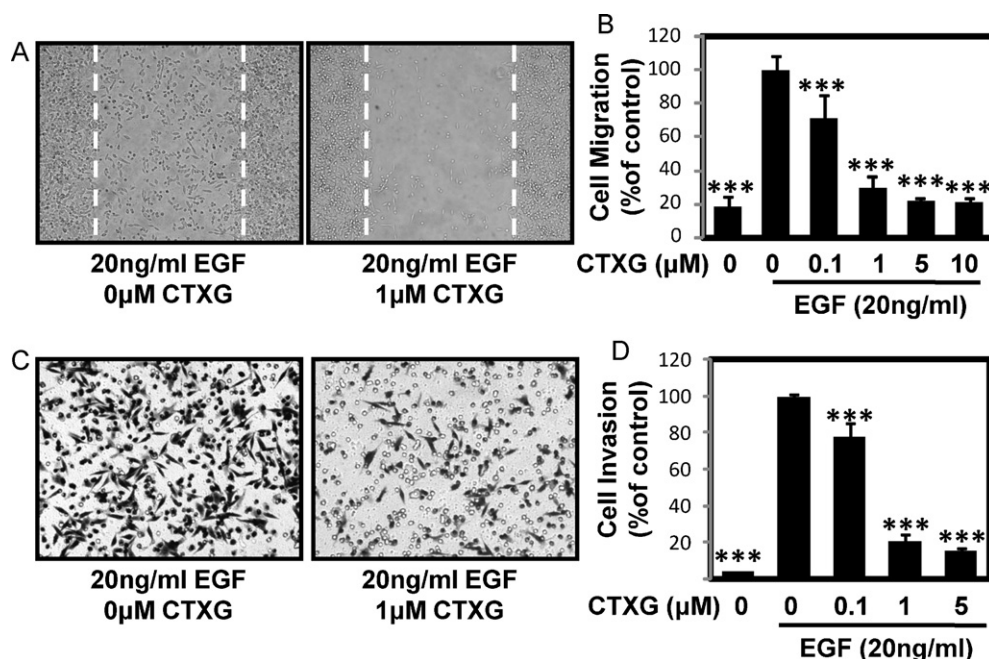 A
20ng/ml EGF
0µM CTXG
20ng/ml EGF
1µM CTXG
B
Cell Migration
(%of control)
120
100
80
60
40
20
0
***
***
***
***
***
CTXG (µM) 0 0 0.1 1 5 10
EGF (20ng/ml)
C
20ng/ml EGF
0µM CTXG
20ng/ml EGF
1µM CTXG
D
Cell Invasion
(%of control)
120
100
80
60
40
20
***
***
***
***
CTXG (µM) 0 0 0.1 1 5
EGF (20ng/ml)